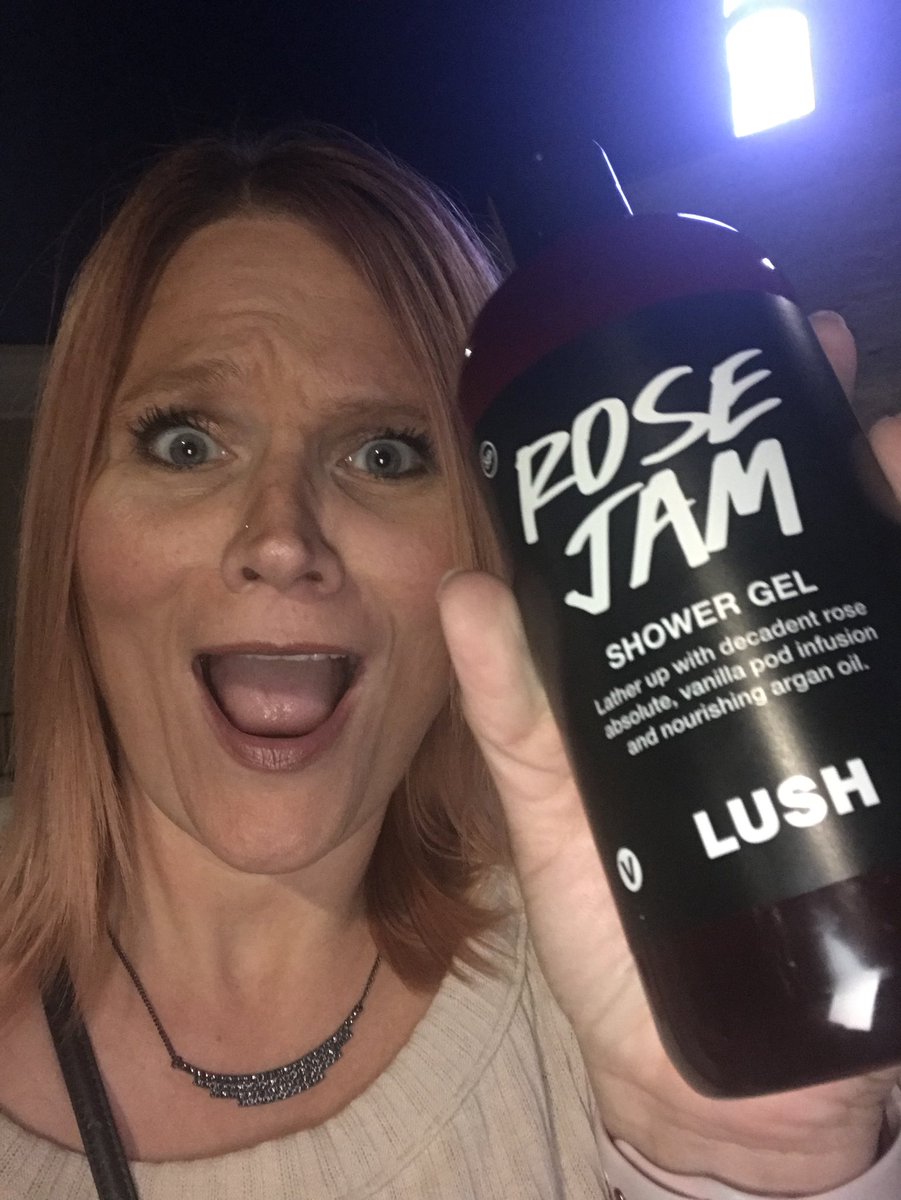 ROSE
JAM
SHOWER GEL
Lather up with decadent rose
absolute, vanilla pod infusion
and nourishing argan oil.
LUSH
V